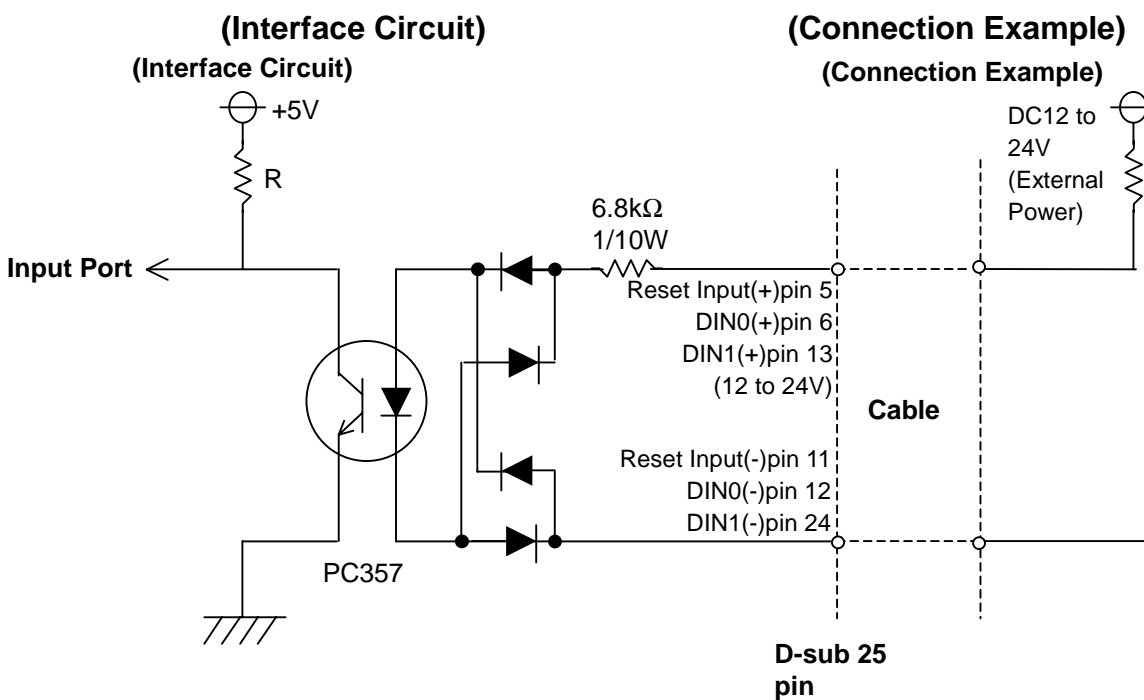 (Interface Circuit)
(Connection Example)
(Interface Circuit)
(Connection Example)
+5V
DC12 to
24V
(External
Power)
R
6.8kΩ
1/10W
Input Port
Reset Input(+)pin 5
DIN0(+)pin 6
DIN1(+)pin 13
(12 to 24V)
Cable
Reset Input(-)pin 11
DIN0(-)pin 12
DIN1(-)pin 24
PC357
D-sub 25
pin